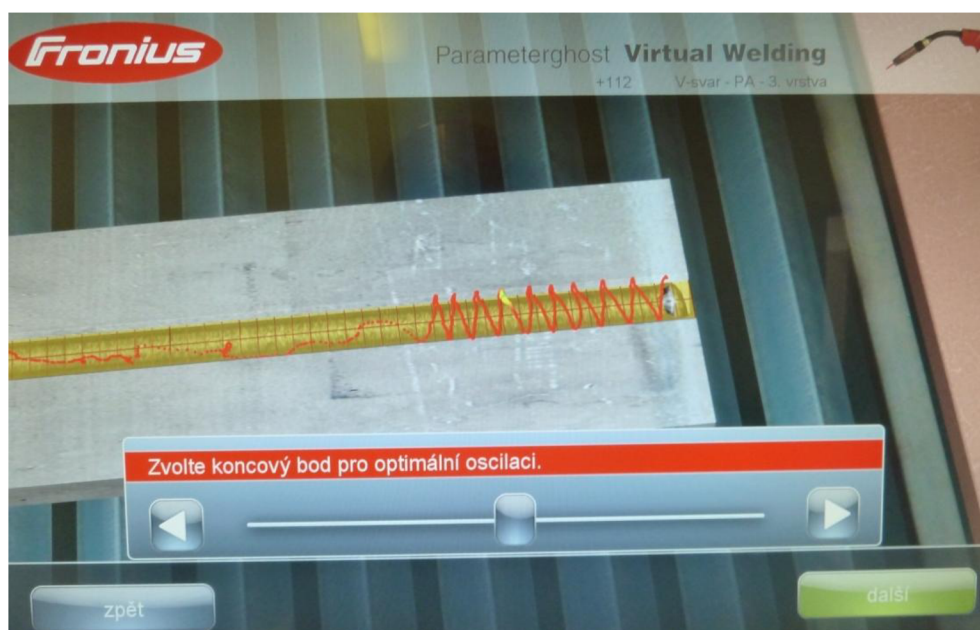 Fronius
Parameterghost Virtual Welding
+112 V-svar - PA - 3. vrstva
Zvolte koncový bod pro optimální oscilaci.
zpět
další